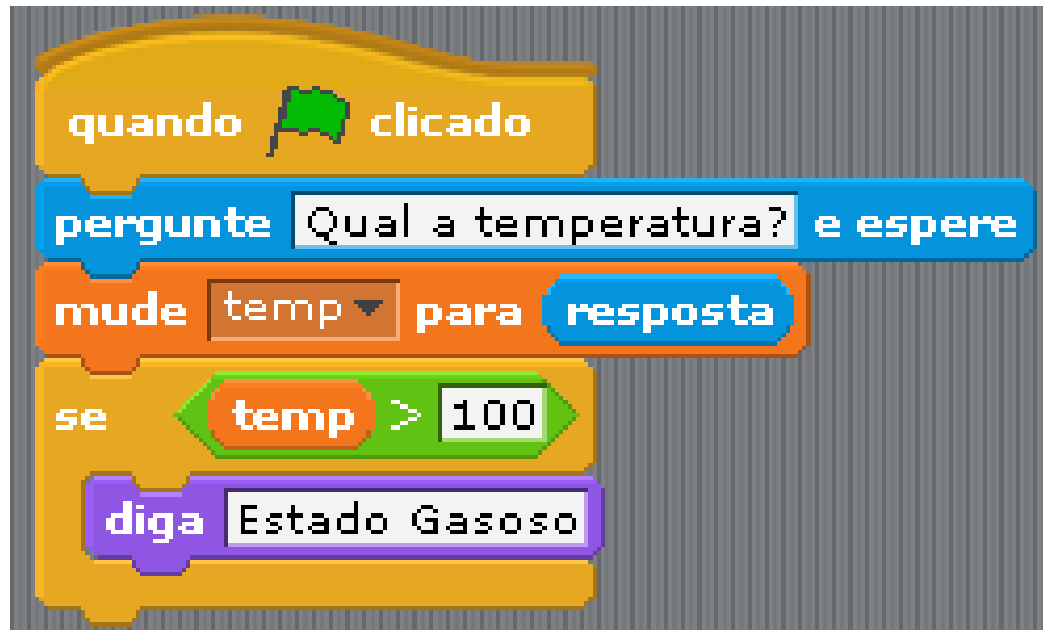 quando clicado
pergunte Qual a temperatura? e espere
mude temp para resposta
se temp > 100
diga Estado Gasoso